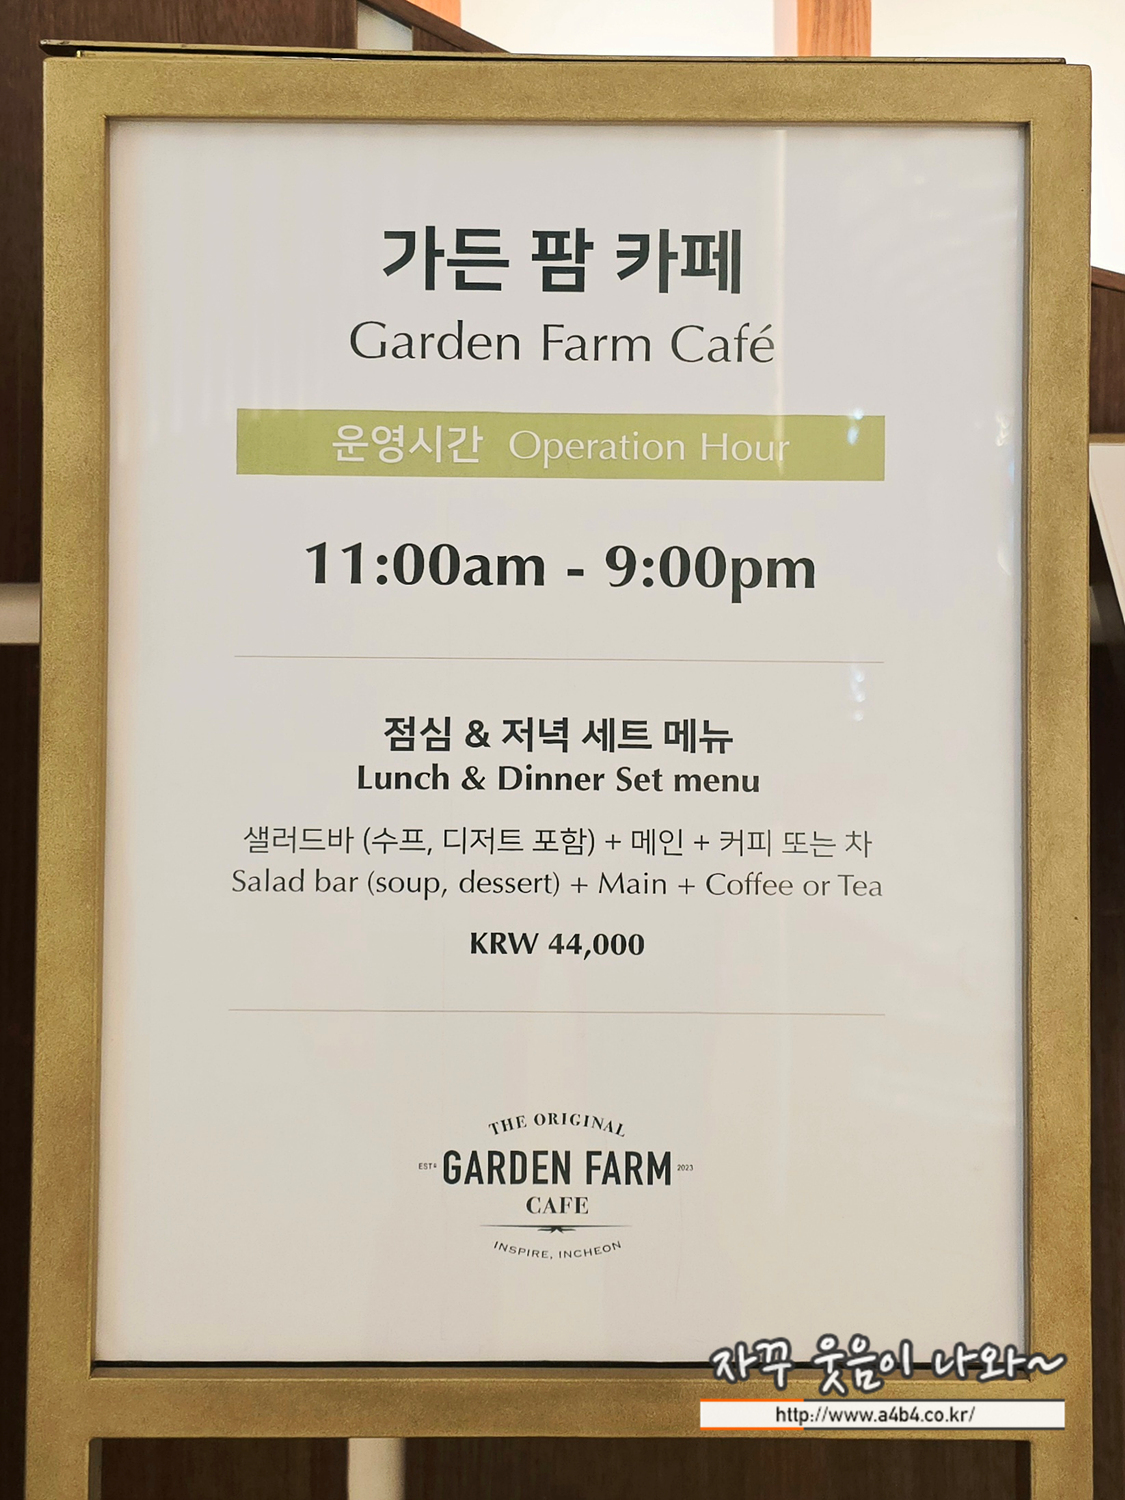 가든 팜 카페
Garden Farm Café
운영시간 Operation Hour
11:00am - 9:00pm
점심 & 저녁 세트 메뉴
Lunch & Dinner Set menu
샐러드바 (수프, 디저트 포함) + 메인 + 커피 또는 차
Salad bar (soup, dessert) + Main + Coffee or Tea
KRW 44,000
THE ORIGINAL
ESTD GARDEN FARM 2023
CAFE
INSPIRE, INCHEON
자꾸 웃음이 나와~
http://www.a4b4.co.kr/